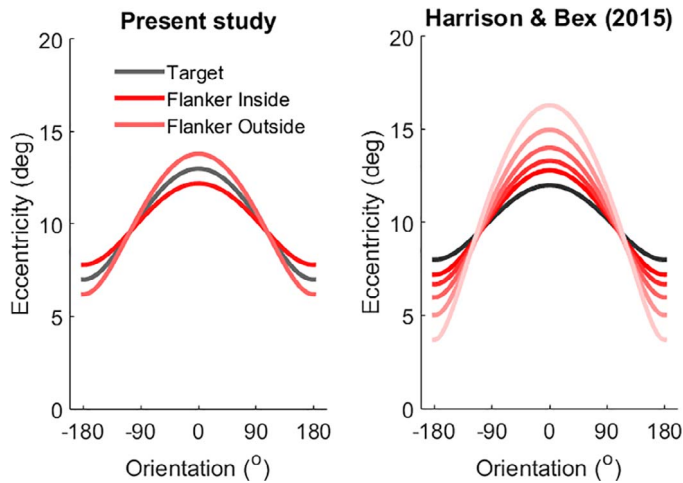 Present study
Harrison & Bex (2015)
20
15
10
5
0
Eccentricity (deg)
Target
Flanker Inside
Flanker Outside
-180
-90
0
90
180
Orientation (o)
20
15
10
5
0
Eccentricity (deg)
-180
-90
0
90
180
Orientation (o)